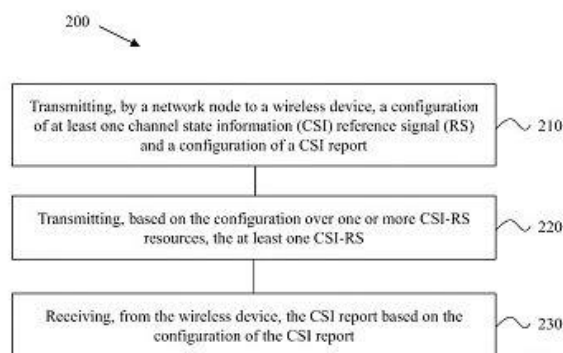 200
Transmitting, by a network node to a wireless device, a configuration
of at least one channel state information (CSI) reference signal (RS)
and a configuration of a CSI report
210
Transmitting, based on the configuration over one or more CSI-RS
resources, the at least one CSI-RS
220
Receiving, from the wireless device, the CSI report based on the
configuration of the CSI report
230